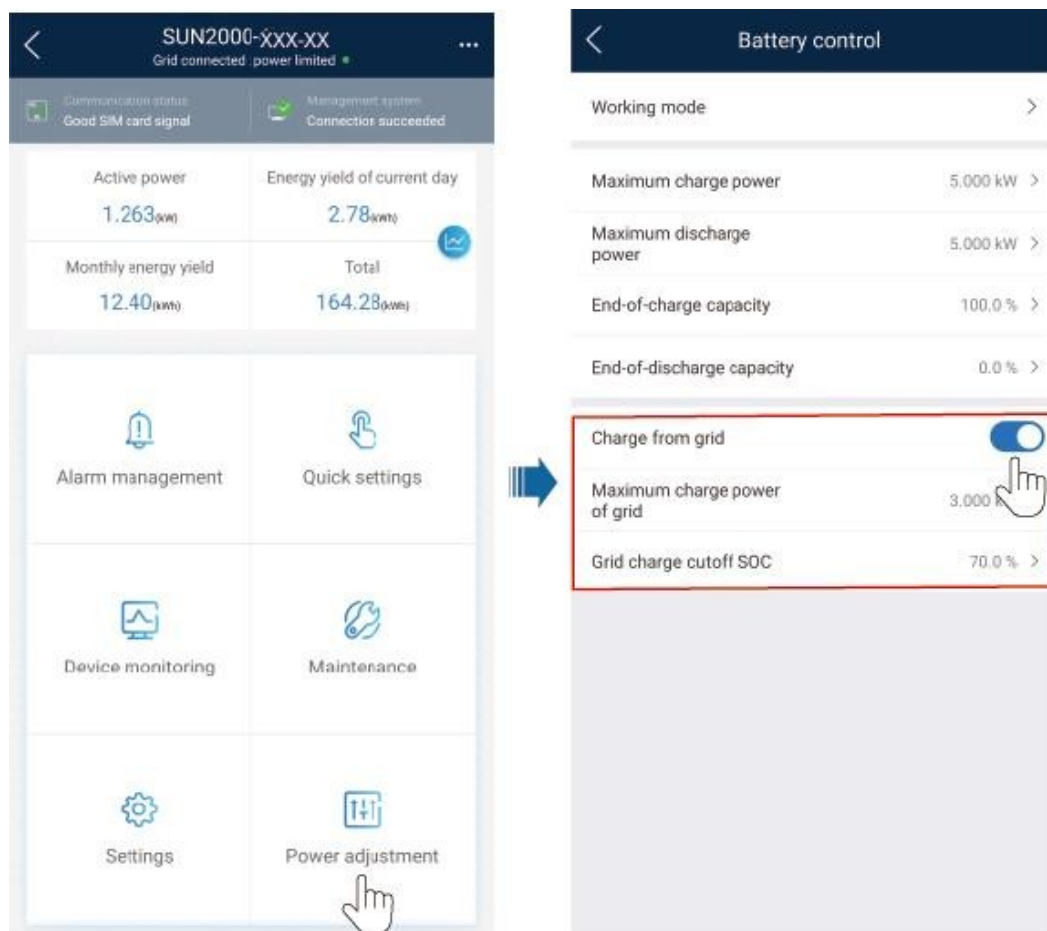 SUN2000-XXX-XX
Grid connected :power limited
Communication status
Management system
Good SIM card signal
Connection succeeded
Active power
Energy yield of current day
1.263(kW)
2.78(kWh)
Monthly energy yield
Total
12.40(kWh)
164.28(kWh)
Alarm management
Quick settings
Device monitoring
Maintenance
Settings
Power adjustment
Battery control
Working mode
Maximum charge power
5.000 kW
Maximum discharge
power
5.000 kW
End-of-charge capacity
100.0 %
End-of-discharge capacity
0.0 %
Charge from grid
Maximum charge power
of grid
3.000
Grid charge cutoff SOC
70.0 %